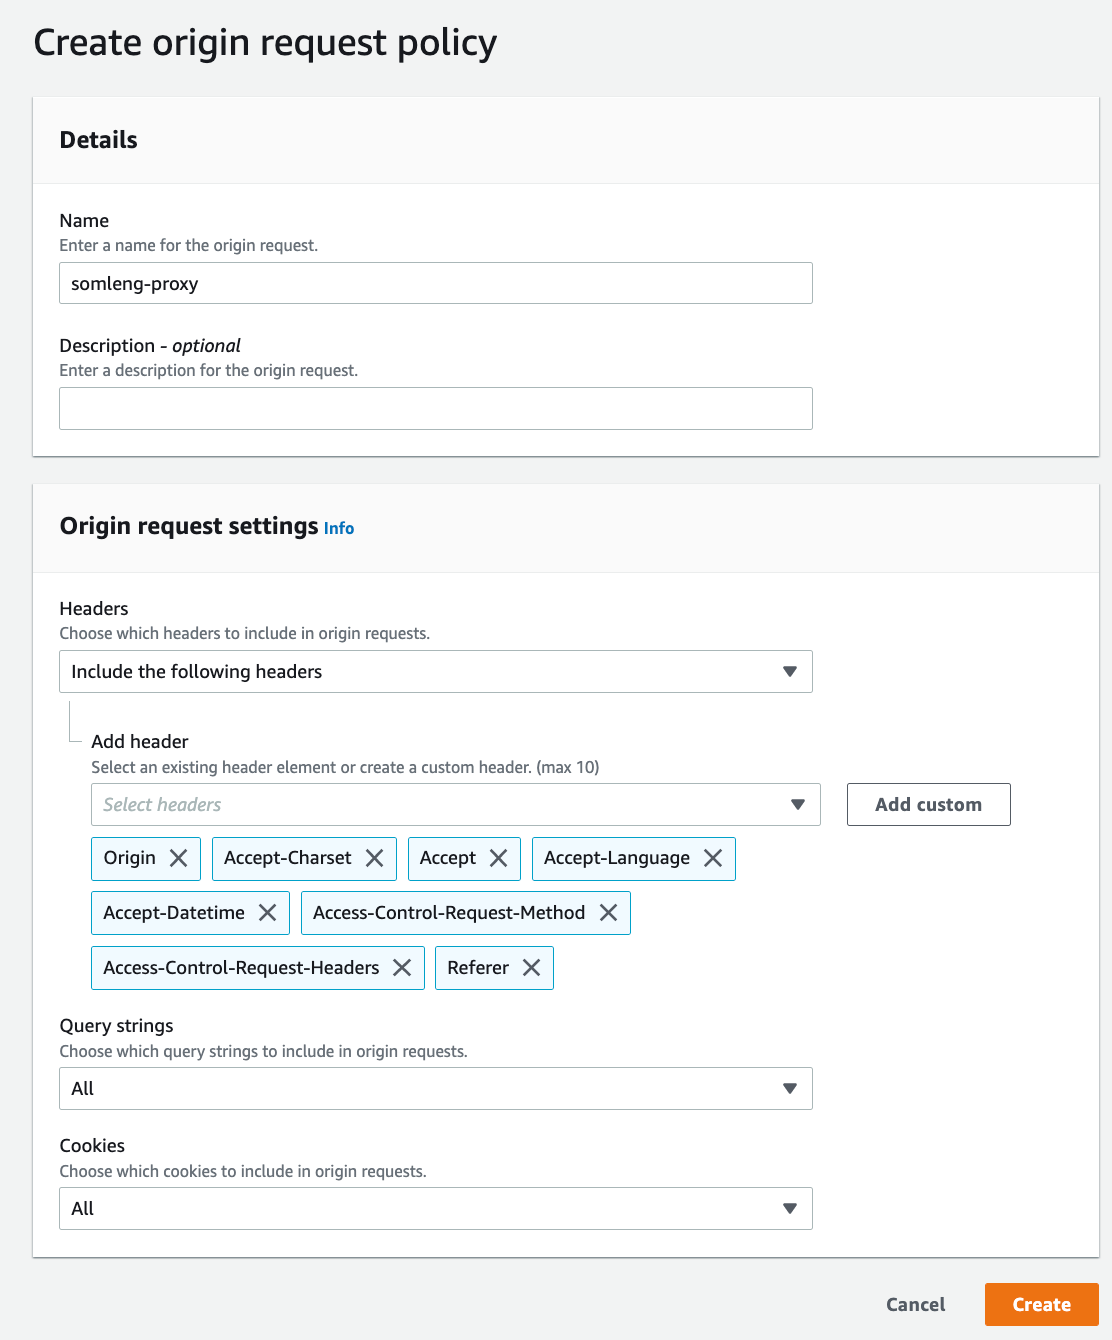 Create origin request policy
Details
Name
Enter a name for the origin request.
somleng-proxy
Description - optional
Enter a description for the origin request.
Origin request settings Info
Headers
Choose which headers to include in origin requests.
Include the following headers
Add header
Select an existing header element or create a custom header. (max 10)
Select headers
Add custom
Origin Accept-Charset Accept Accept-Language
Accept-Datetime Access-Control-Request-Method
Access-Control-Request-Headers Referer
Query strings
Choose which query strings to include in origin requests.
All
Cookies
Choose which cookies to include in origin requests.
All
Cancel Create